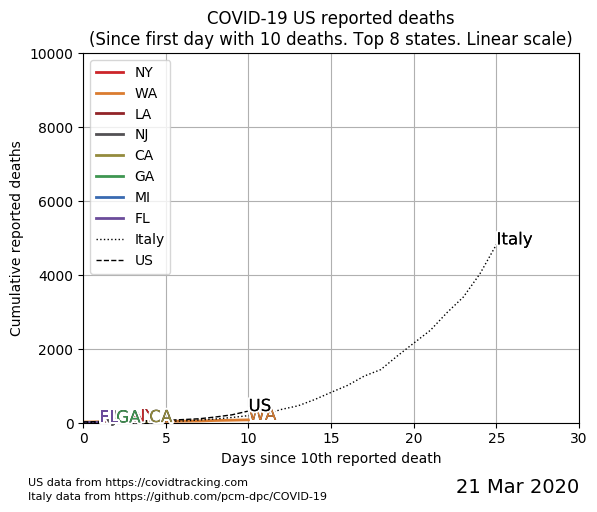 COVID-19 US reported deaths
(Since first day with 10 deaths. Top 8 states. Linear scale)
Cumulative reported deaths
10000
8000
6000
4000
2000
0
NY
WA
LA
NJ
CA
GA
MI
FL
Italy
US
Italy
US
WA
FL
GA
CA
0
5
10
15
20
25
30
Days since 10th reported death
US data from https://covidtracking.com
Italy data from https://github.com/pcm-dpc/COVID-19
21 Mar 2020